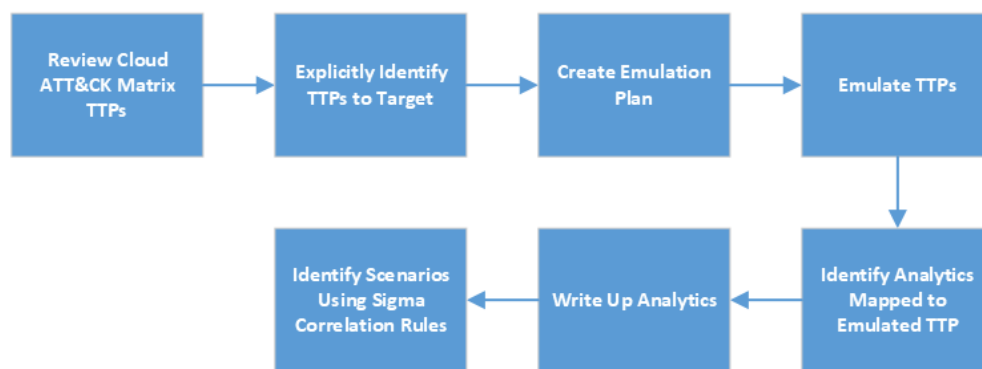 Review Cloud
ATT&CK Matrix
TTPs
Explicitly Identify
TTPs to Target
Create Emulation
Plan
Emulate TTPs
Identify Analytics
Mapped to
Emulated TTP
Write Up Analytics
Identify Scenarios
Using Sigma
Correlation Rules